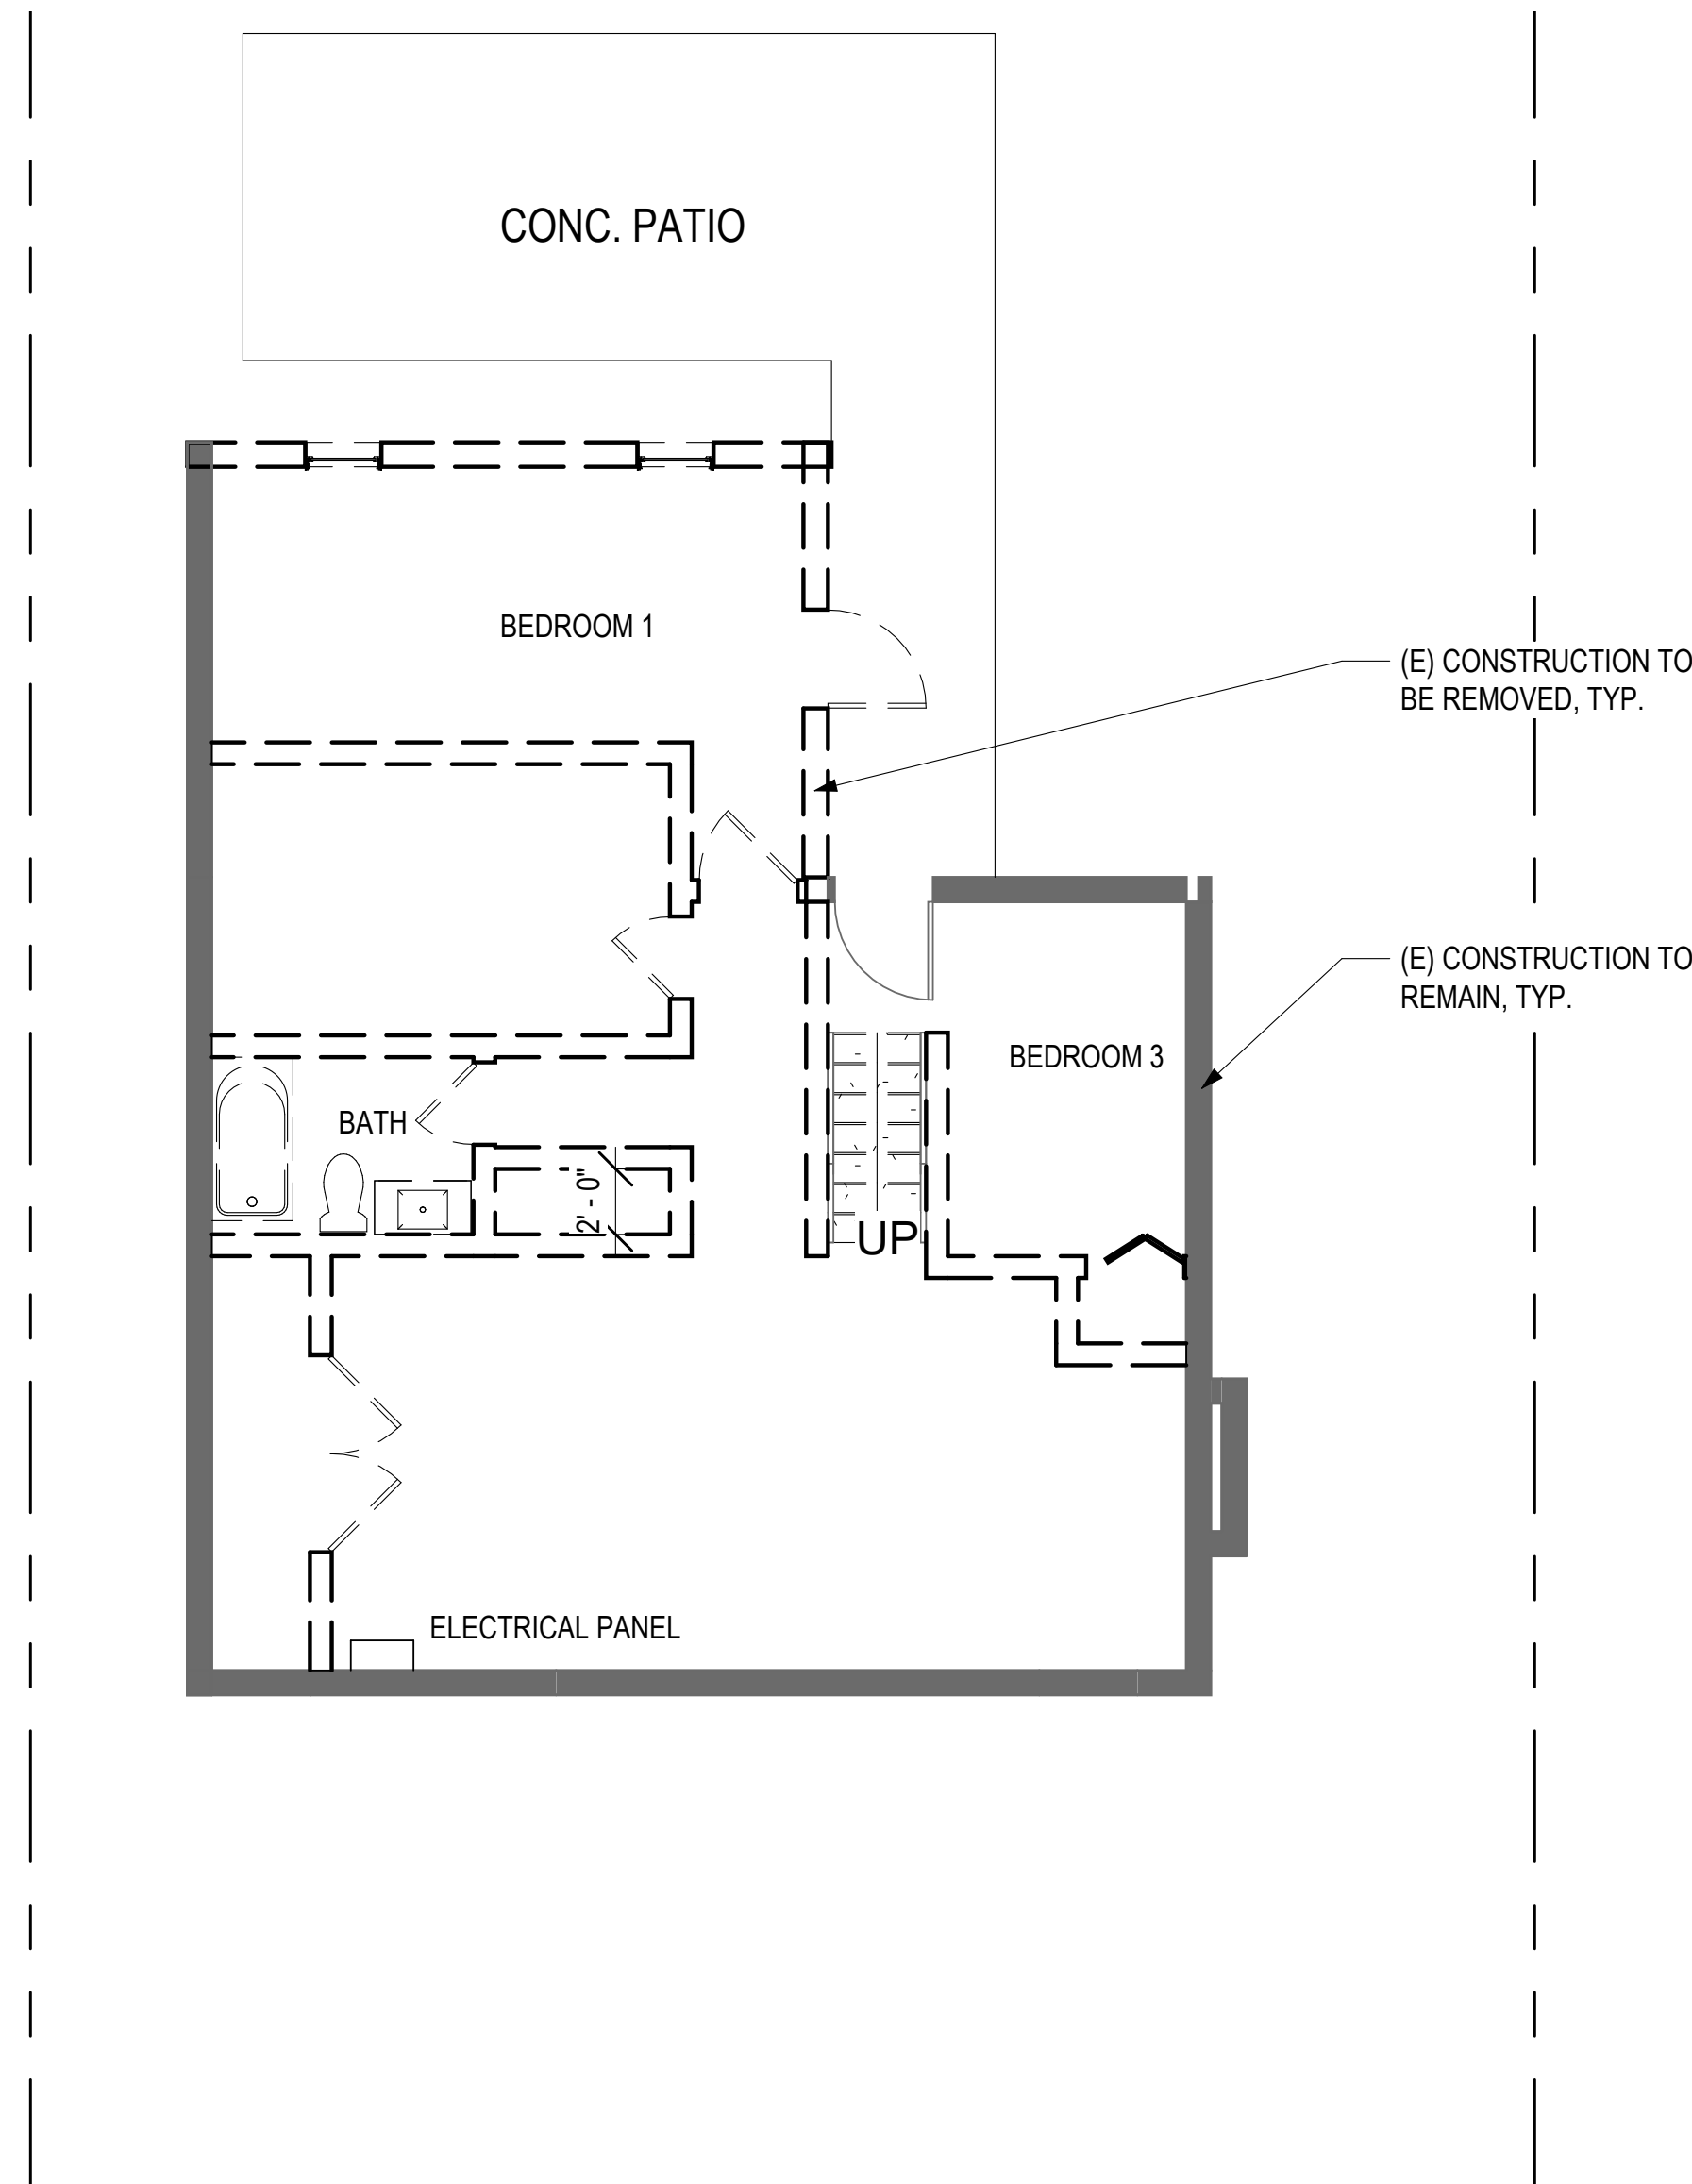 CONC. PATIO
BEDROOM 1
(E) CONSTRUCTION TO
BE REMOVED, TYP.
(E) CONSTRUCTION TO
REMAIN, TYP.
BEDROOM 3
BATH
2' - 0"
UP
ELECTRICAL PANEL